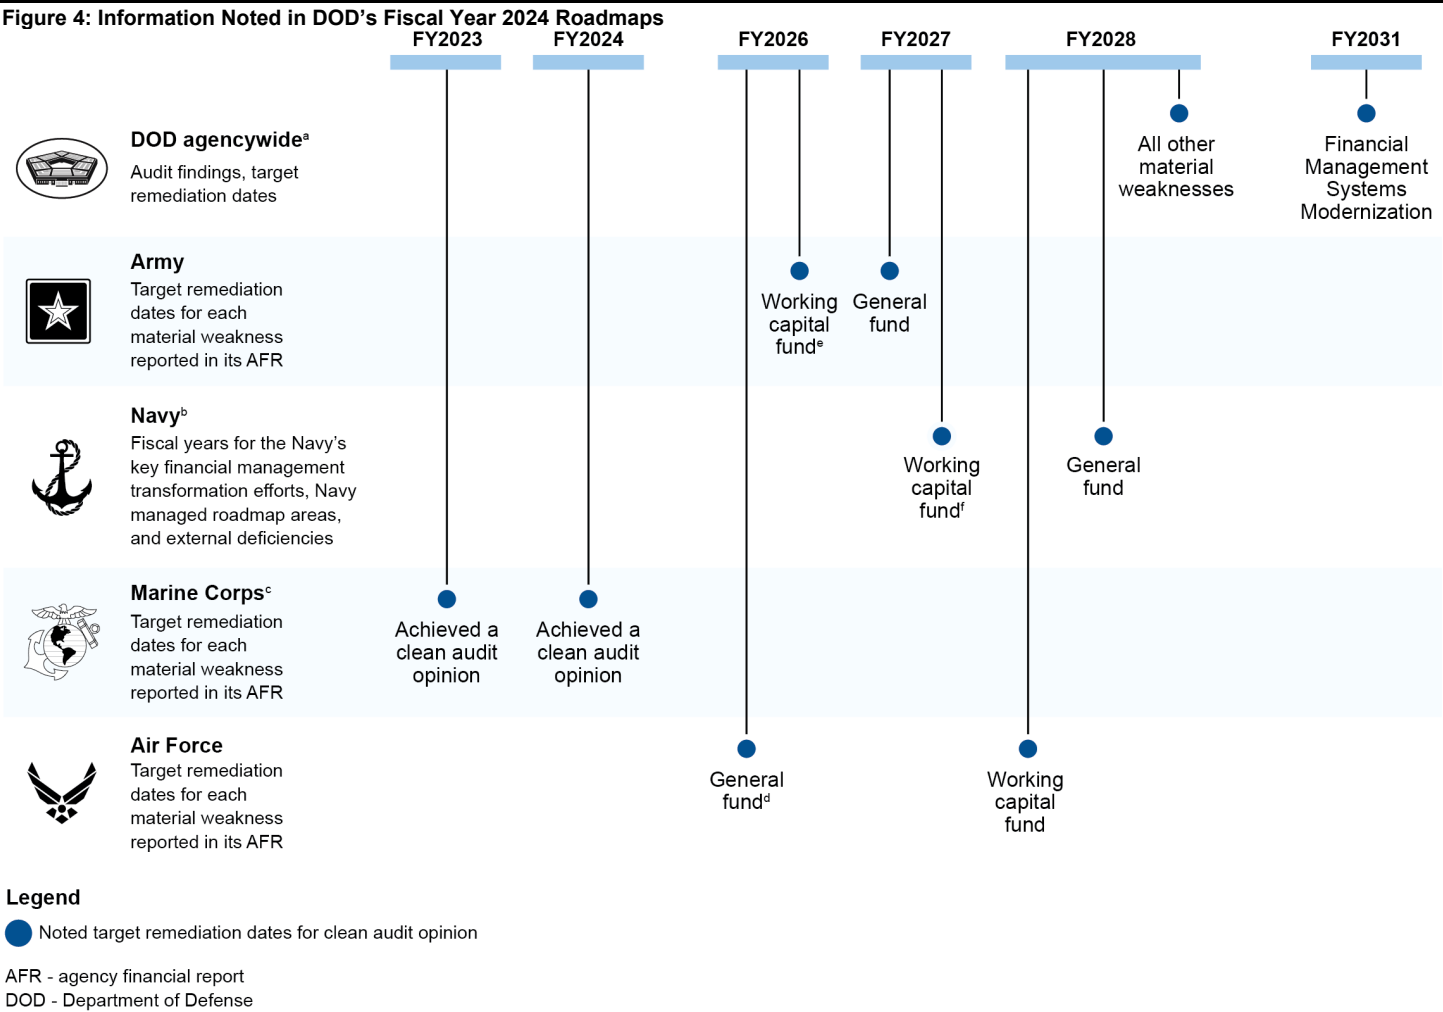 Figure 4: Information Noted in DOD's Fiscal Year 2024 Roadmaps
FY2023
FY2024
FY2026
FY2027
FY2028
FY2031
DOD agencywideᵃ
Audit findings, target
remediation dates
All other
material
weaknesses
Financial
Management
Systems
Modernization
Army
Target remediation
dates for each
material weakness
reported in its AFR
Working
capital
fundᵉ
General
fund
Navyᵇ
Fiscal years for the Navy's
key financial management
transformation efforts, Navy
managed roadmap areas,
and external deficiencies
Working
capital
fundᶠ
General
fund
Marine Corpsᶜ
Target remediation
dates for each
material weakness
reported in its AFR
Achieved a
clean audit
opinion
Achieved a
clean audit
opinion
Air Force
Target remediation
dates for each
material weakness
reported in its AFR
General
fundᵈ
Working
capital
fund
Legend
Noted target remediation dates for clean audit opinion
AFR - agency financial report
DOD - Department of Defense